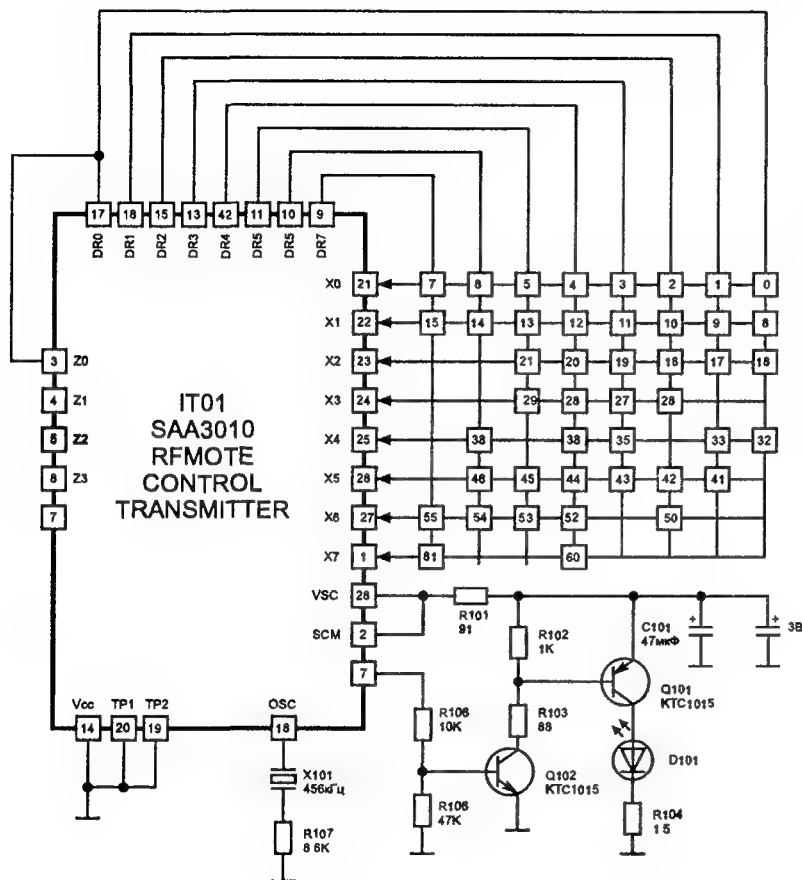 17 18 15 13 42 11 10 9
DR0 DR1 DR2 DR3 DR4 DR5 DR5 DR7
X0 21 7 6 5 4 3 2 1 0
X1 22 15 14 13 12 11 10 9 8
3 Z0 X2 23 21 20 19 18 17 18
4 Z1 X3 24 29 28 27 28
6 Z2 X4 25 38 38 35 33 32
8 Z3 X5 26 46 45 44 43 42 41
7 X6 27 55 54 53 52 50
X7 1 81 60
IT01
SAA3010
RFMOTE
CONTROL
TRANSMITTER
VSC 28
SCM 2
7
R101
91
R102
1K
C101
47мкФ
3В
Q101
KTC1015
R103
88
R106
10K
Q102
KTC1015
D101
R106
47K
R104
1 5
Vcc TP1 TP2 OSC
14 20 19 18
X101
456кГц
R107
8 6K